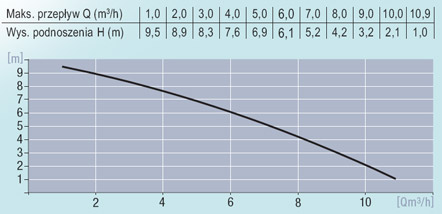 Maks. przepływ Q (m³/h) 1,0 2,0 3,0 4,0 5,0 6,0 7,0 8,0 9,0 10,0 10,9
Wys. podnoszenia H (m) 9,5 8,9 8,3 7,6 6,9 6,1 5,2 4,2 3,2 2,1 1,0
[m]
9
8
7
6
5
4
3
2
1
2 4 6 8 10 [Qm³/h]